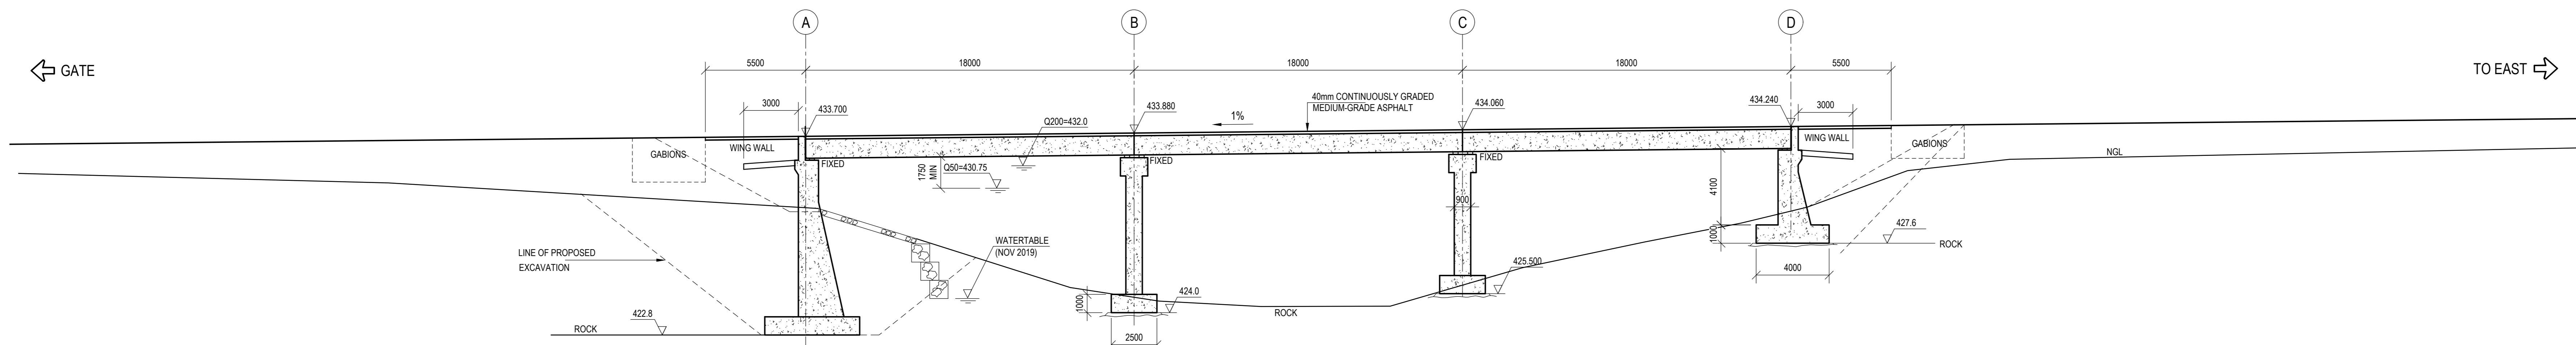 A
B
C
D
GATE
TO EAST
5500
18000
18000
18000
5500
3000
433.700
433.880
40mm CONTINUOUSLY GRADED
MEDIUM-GRADE ASPHALT
434.060
434.240
3000
1%
Q200=432.0
GABIONS
WING WALL
FIXED
1750
MIN
Q50=430.75
FIXED
FIXED
WING WALL
GABIONS
NGL
4100
900
1000
427.6
ROCK
4000
LINE OF PROPOSED
EXCAVATION
WATERTABLE
(NOV 2019)
425.500
424.0
1000
2500
ROCK
422.8
ROCK